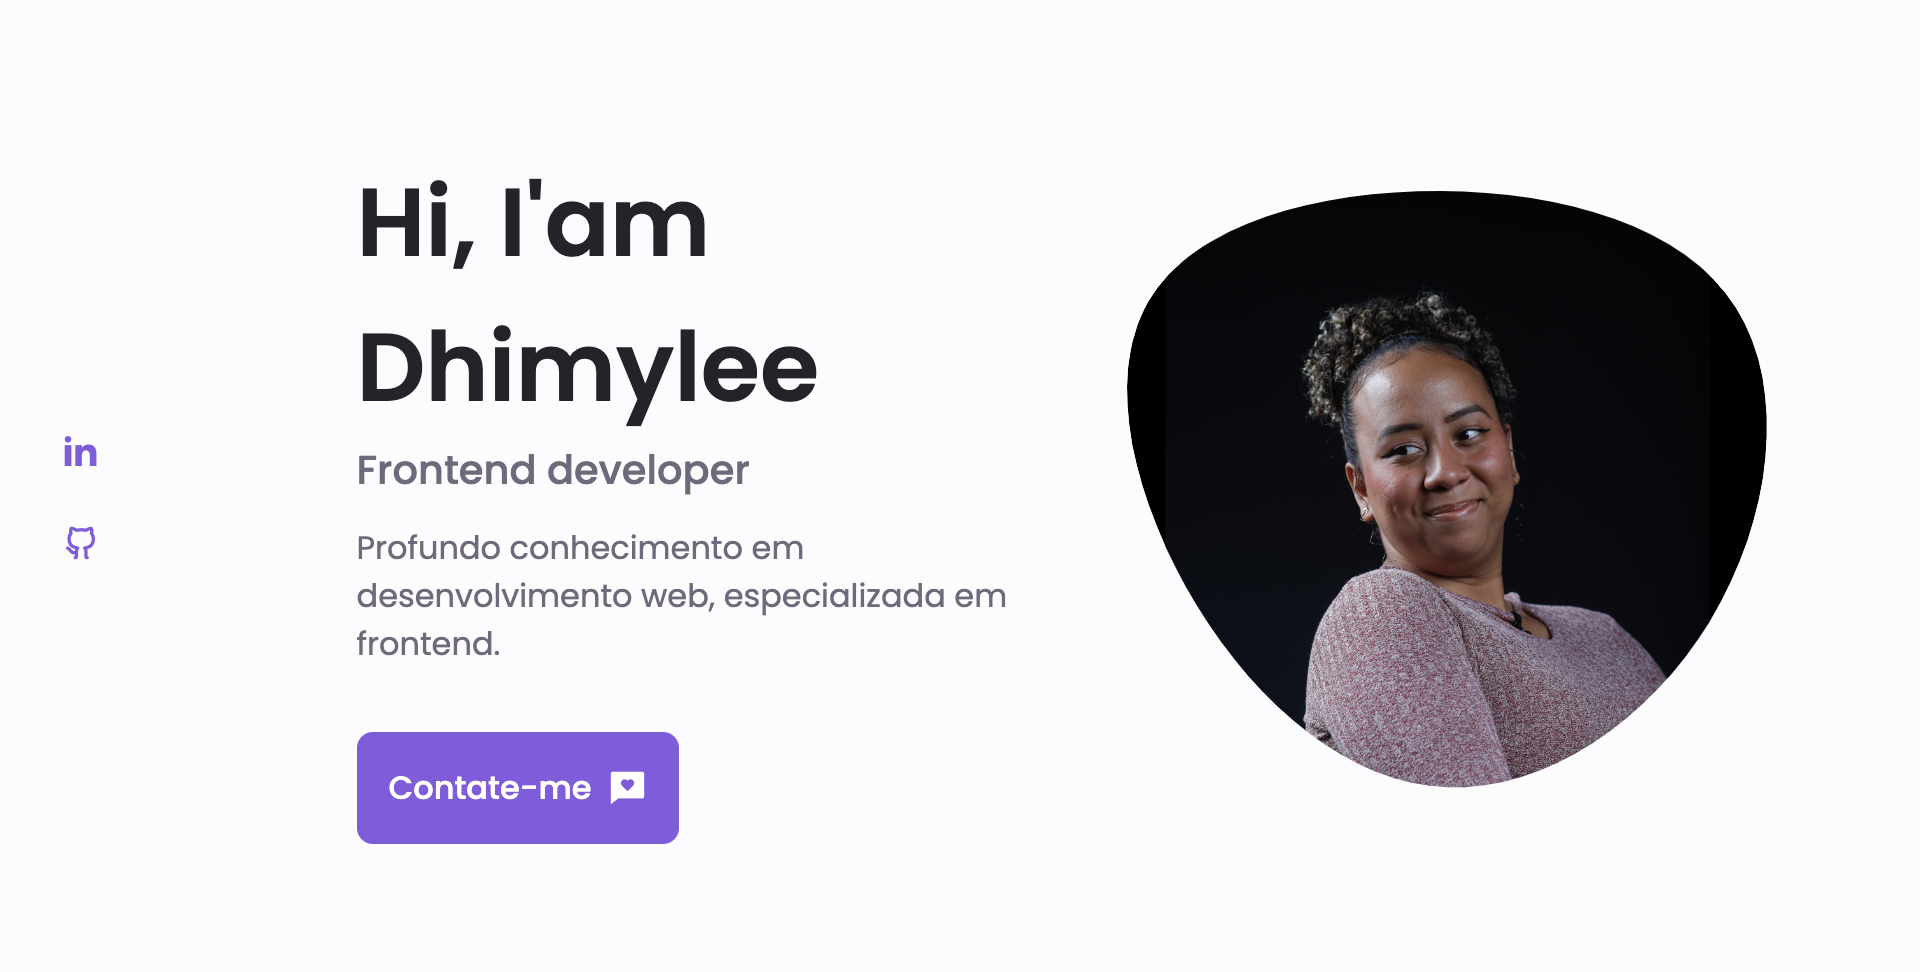 Hi, I'am
Dhimylee
in
Frontend developer
Profundo conhecimento em
desenvolvimento web, especializada em
frontend.
Contate-me